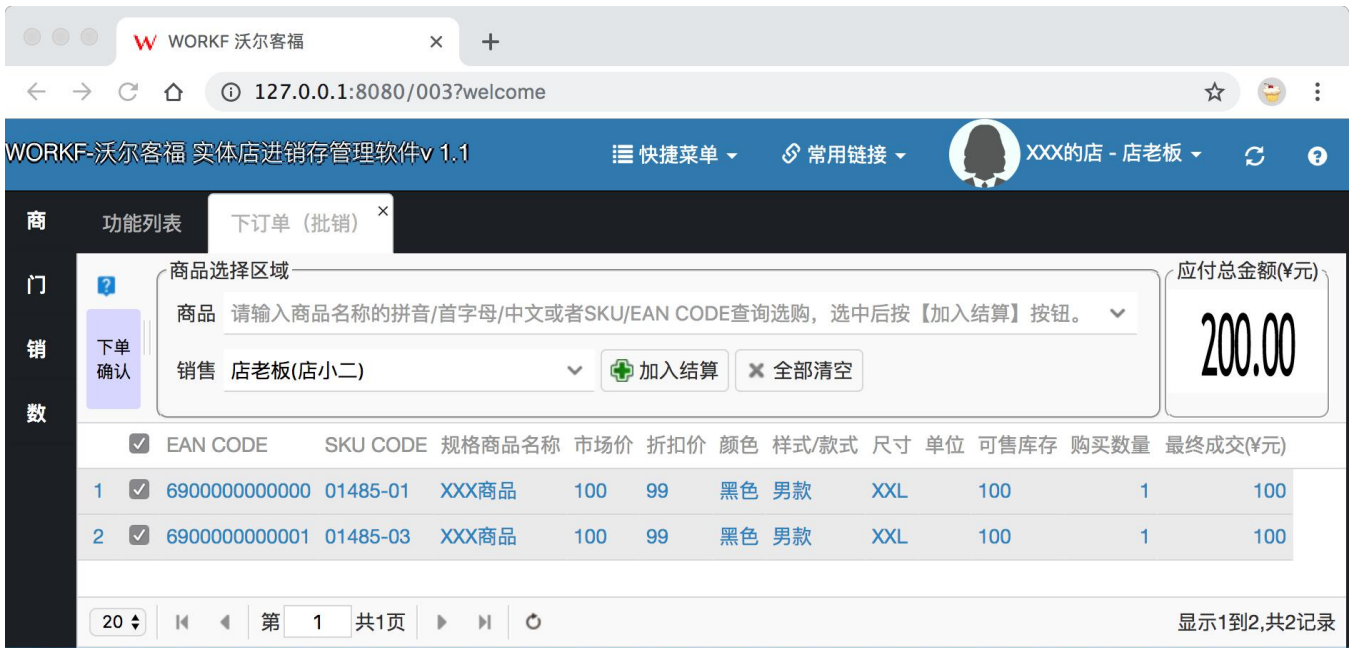 WORKF 沃尔客福
127.0.0.1:8080/003?welcome
WORKF-沃尔客福 实体店进销存管理软件v 1.1 快捷菜单 常用链接 XXX的店 - 店老板
商 功能列表 下订单（批销）
门 商品选择区域 应付总金额(¥元)
商品 请输入商品名称的拼音/首字母/中文或者SKU/EAN CODE查询选购，选中后按【加入结算】按钮。
200.00
销 下单确认 销售 店老板(店小二) 加入结算 全部清空
数
EAN CODE SKU CODE 规格商品名称 市场价 折扣价 颜色 样式/款式 尺寸 单位 可售库存 购买数量 最终成交(¥元)
1 6900000000000 01485-01 XXX商品 100 99 黑色 男款 XXL 100 1 100
2 6900000000001 01485-03 XXX商品 100 99 黑色 男款 XXL 100 1 100
20 第 1 共1页 显示1到2,共2记录